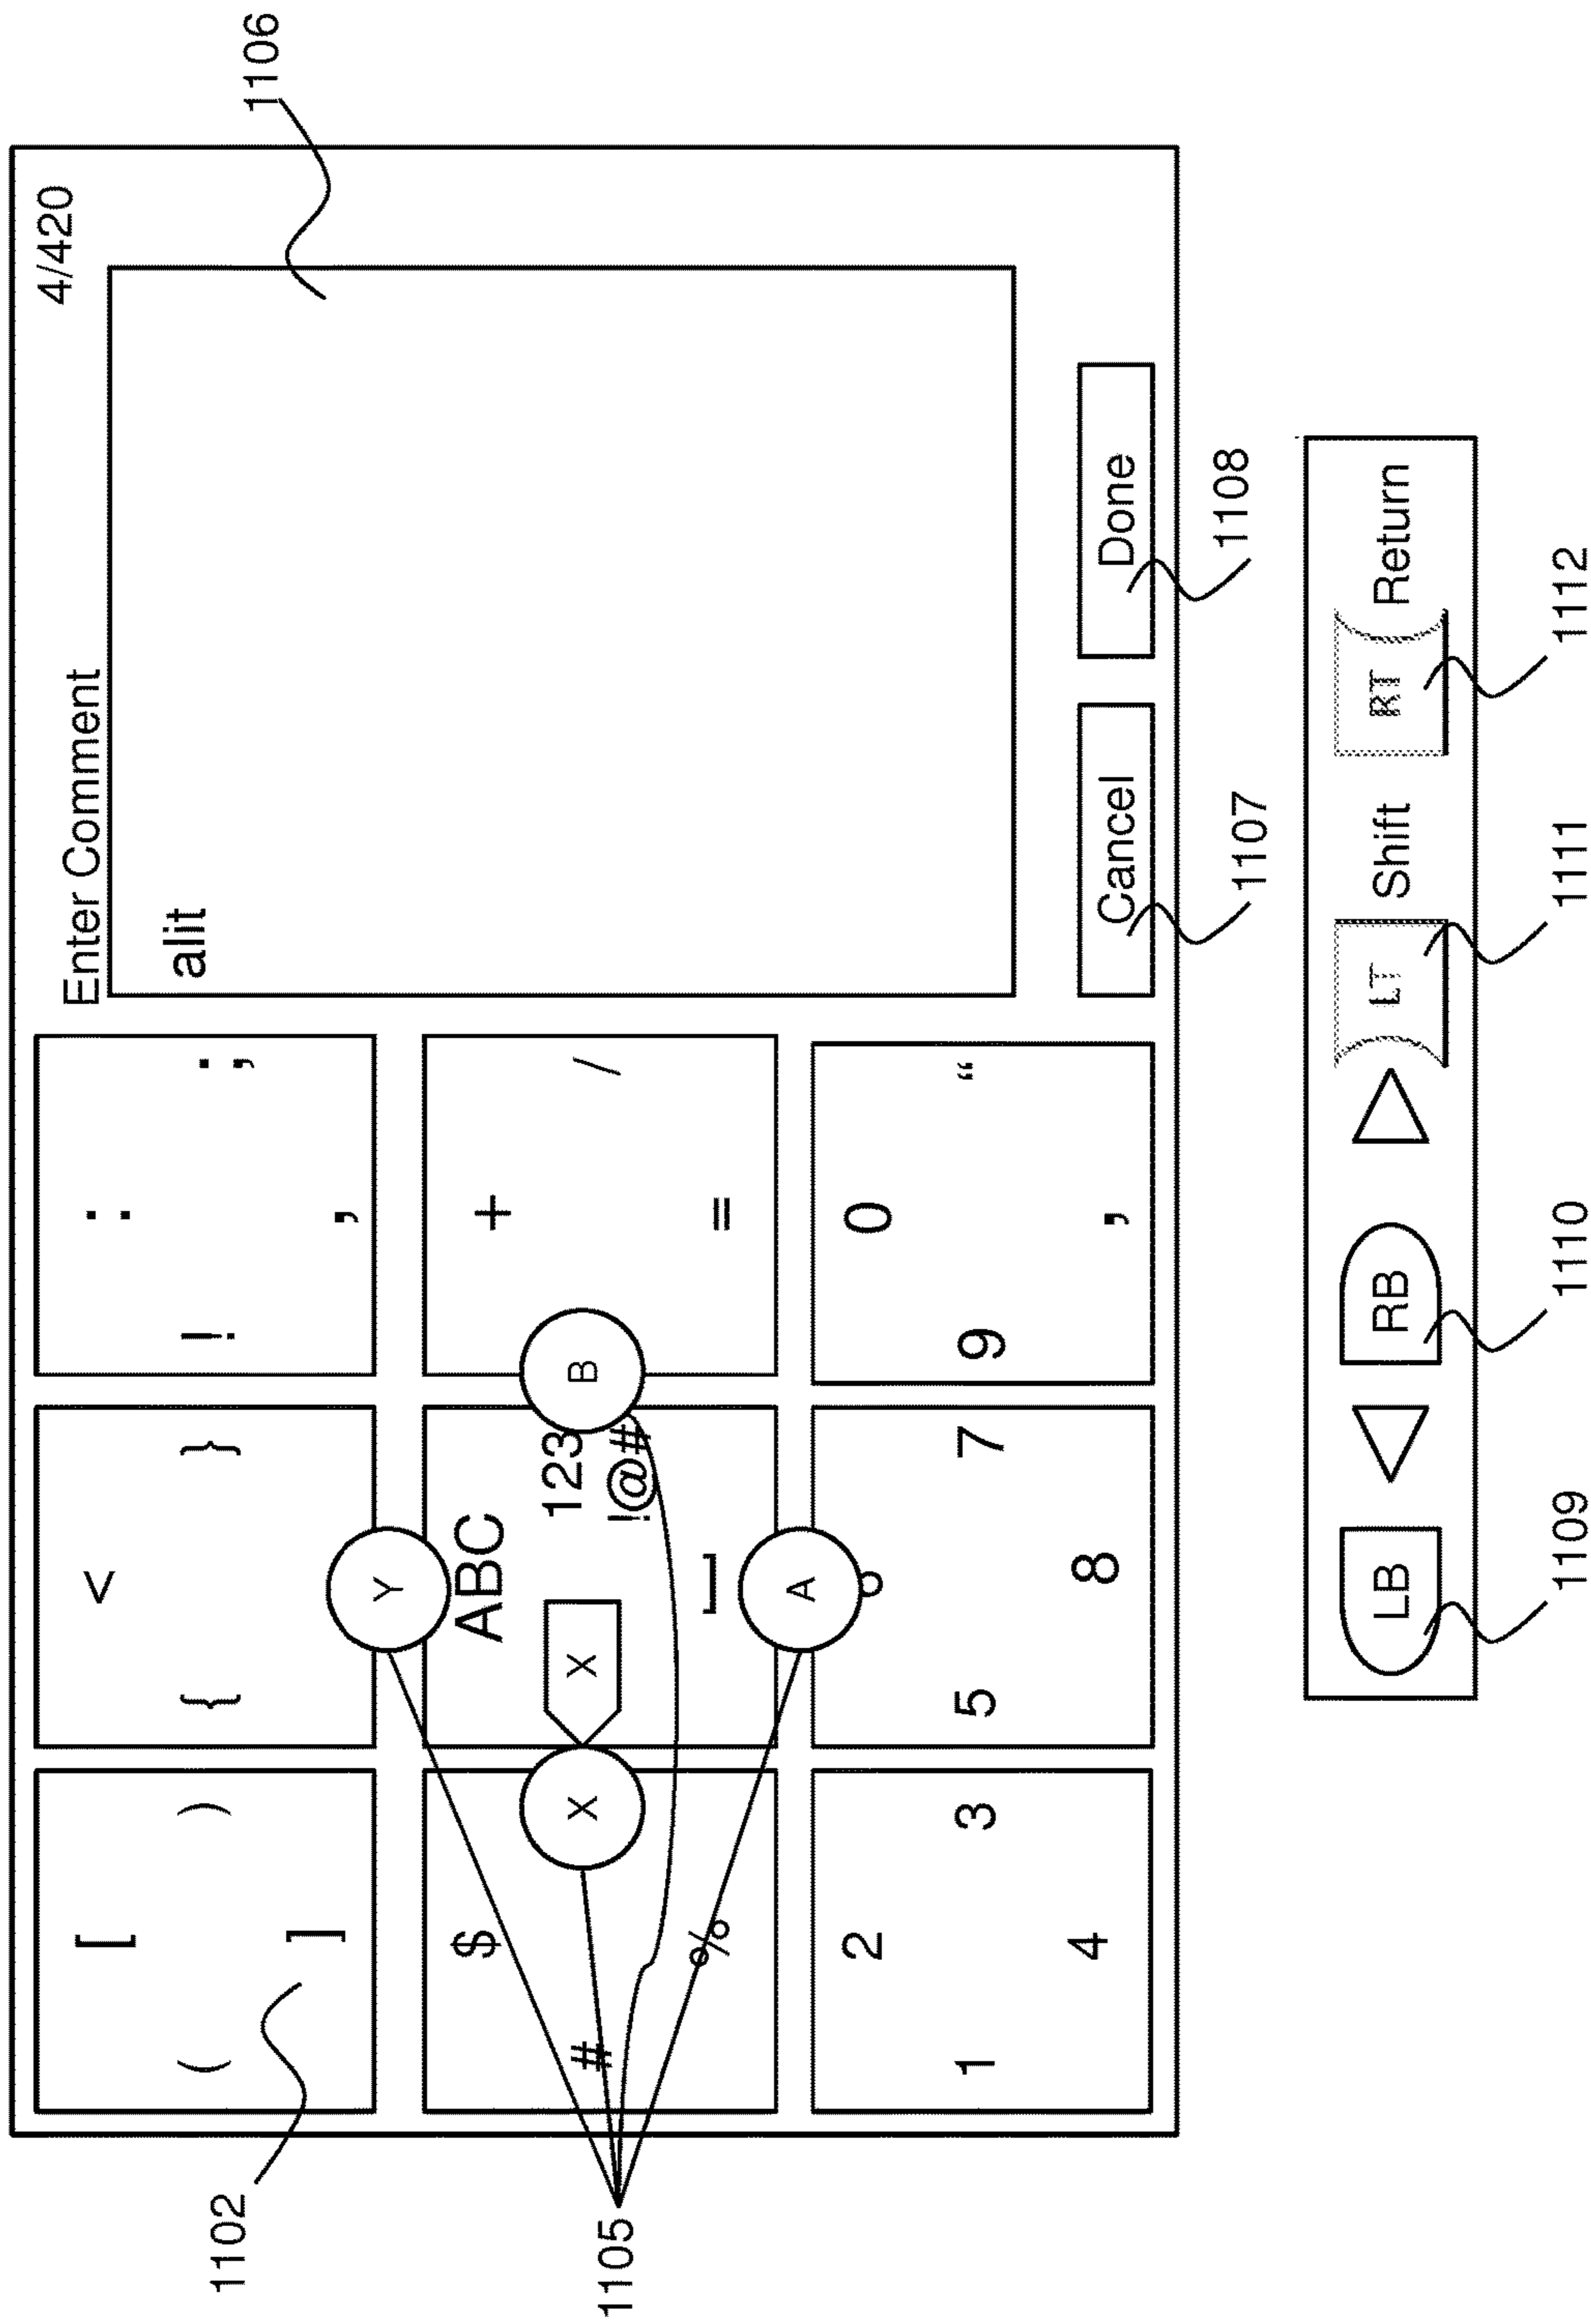 4/420
Enter Comment
1106
alit
1102
[
( )
]
<
{ }
:
! ;
,
$
#
%
ABC
X
123
!@#
]
Y
X
B
A
+
/
=
1105
2
1 3
4
5 7
8
0
9 “
,
Cancel Done
1107 1108
LB RB LT Shift RT Return
1109 1110 1111 1112